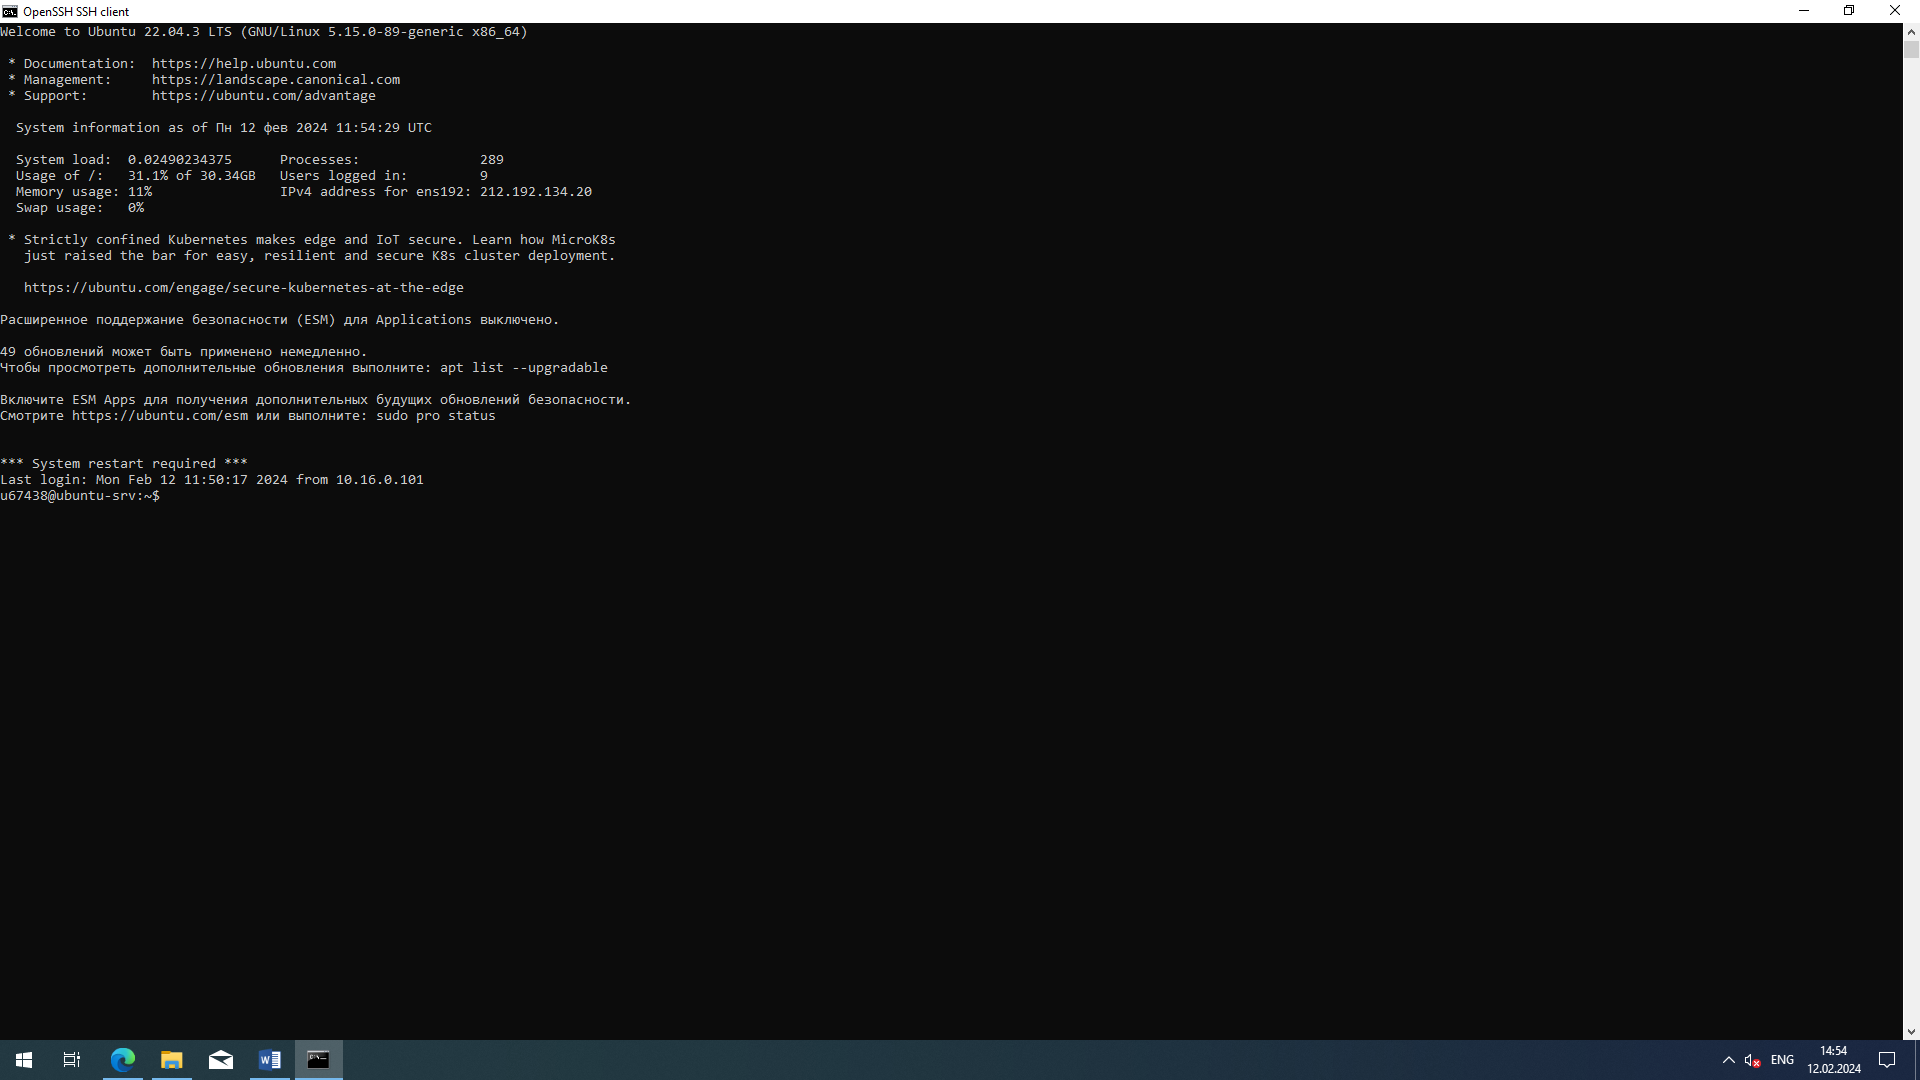 OpenSSH SSH client
Welcome to Ubuntu 22.04.3 LTS (GNU/Linux 5.15.0-89-generic x86_64)
* Documentation:  https://help.ubuntu.com
* Management:     https://landscape.canonical.com
* Support:        https://ubuntu.com/advantage
System information as of Пн 12 фев 2024 11:54:29 UTC
System load:  0.02490234375      Processes:               289
Usage of /:   31.1% of 30.34GB   Users logged in:         9
Memory usage: 11%                IPv4 address for ens192: 212.192.134.20
Swap usage:   0%
* Strictly confined Kubernetes makes edge and IoT secure. Learn how MicroK8s
just raised the bar for easy, resilient and secure K8s cluster deployment.
https://ubuntu.com/engage/secure-kubernetes-at-the-edge
Расширенное поддержание безопасности (ESM) для Applications выключено.
49 обновлений может быть применено немедленно.
Чтобы просмотреть дополнительные обновления выполните: apt list --upgradable
Включите ESM Apps для получения дополнительных будущих обновлений безопасности.
Смотрите https://ubuntu.com/esm или выполните: sudo pro status
*** System restart required ***
Last login: Mon Feb 12 11:50:17 2024 from 10.16.0.101
u67438@ubuntu-srv:~$
ENG
14:54
12.02.2024